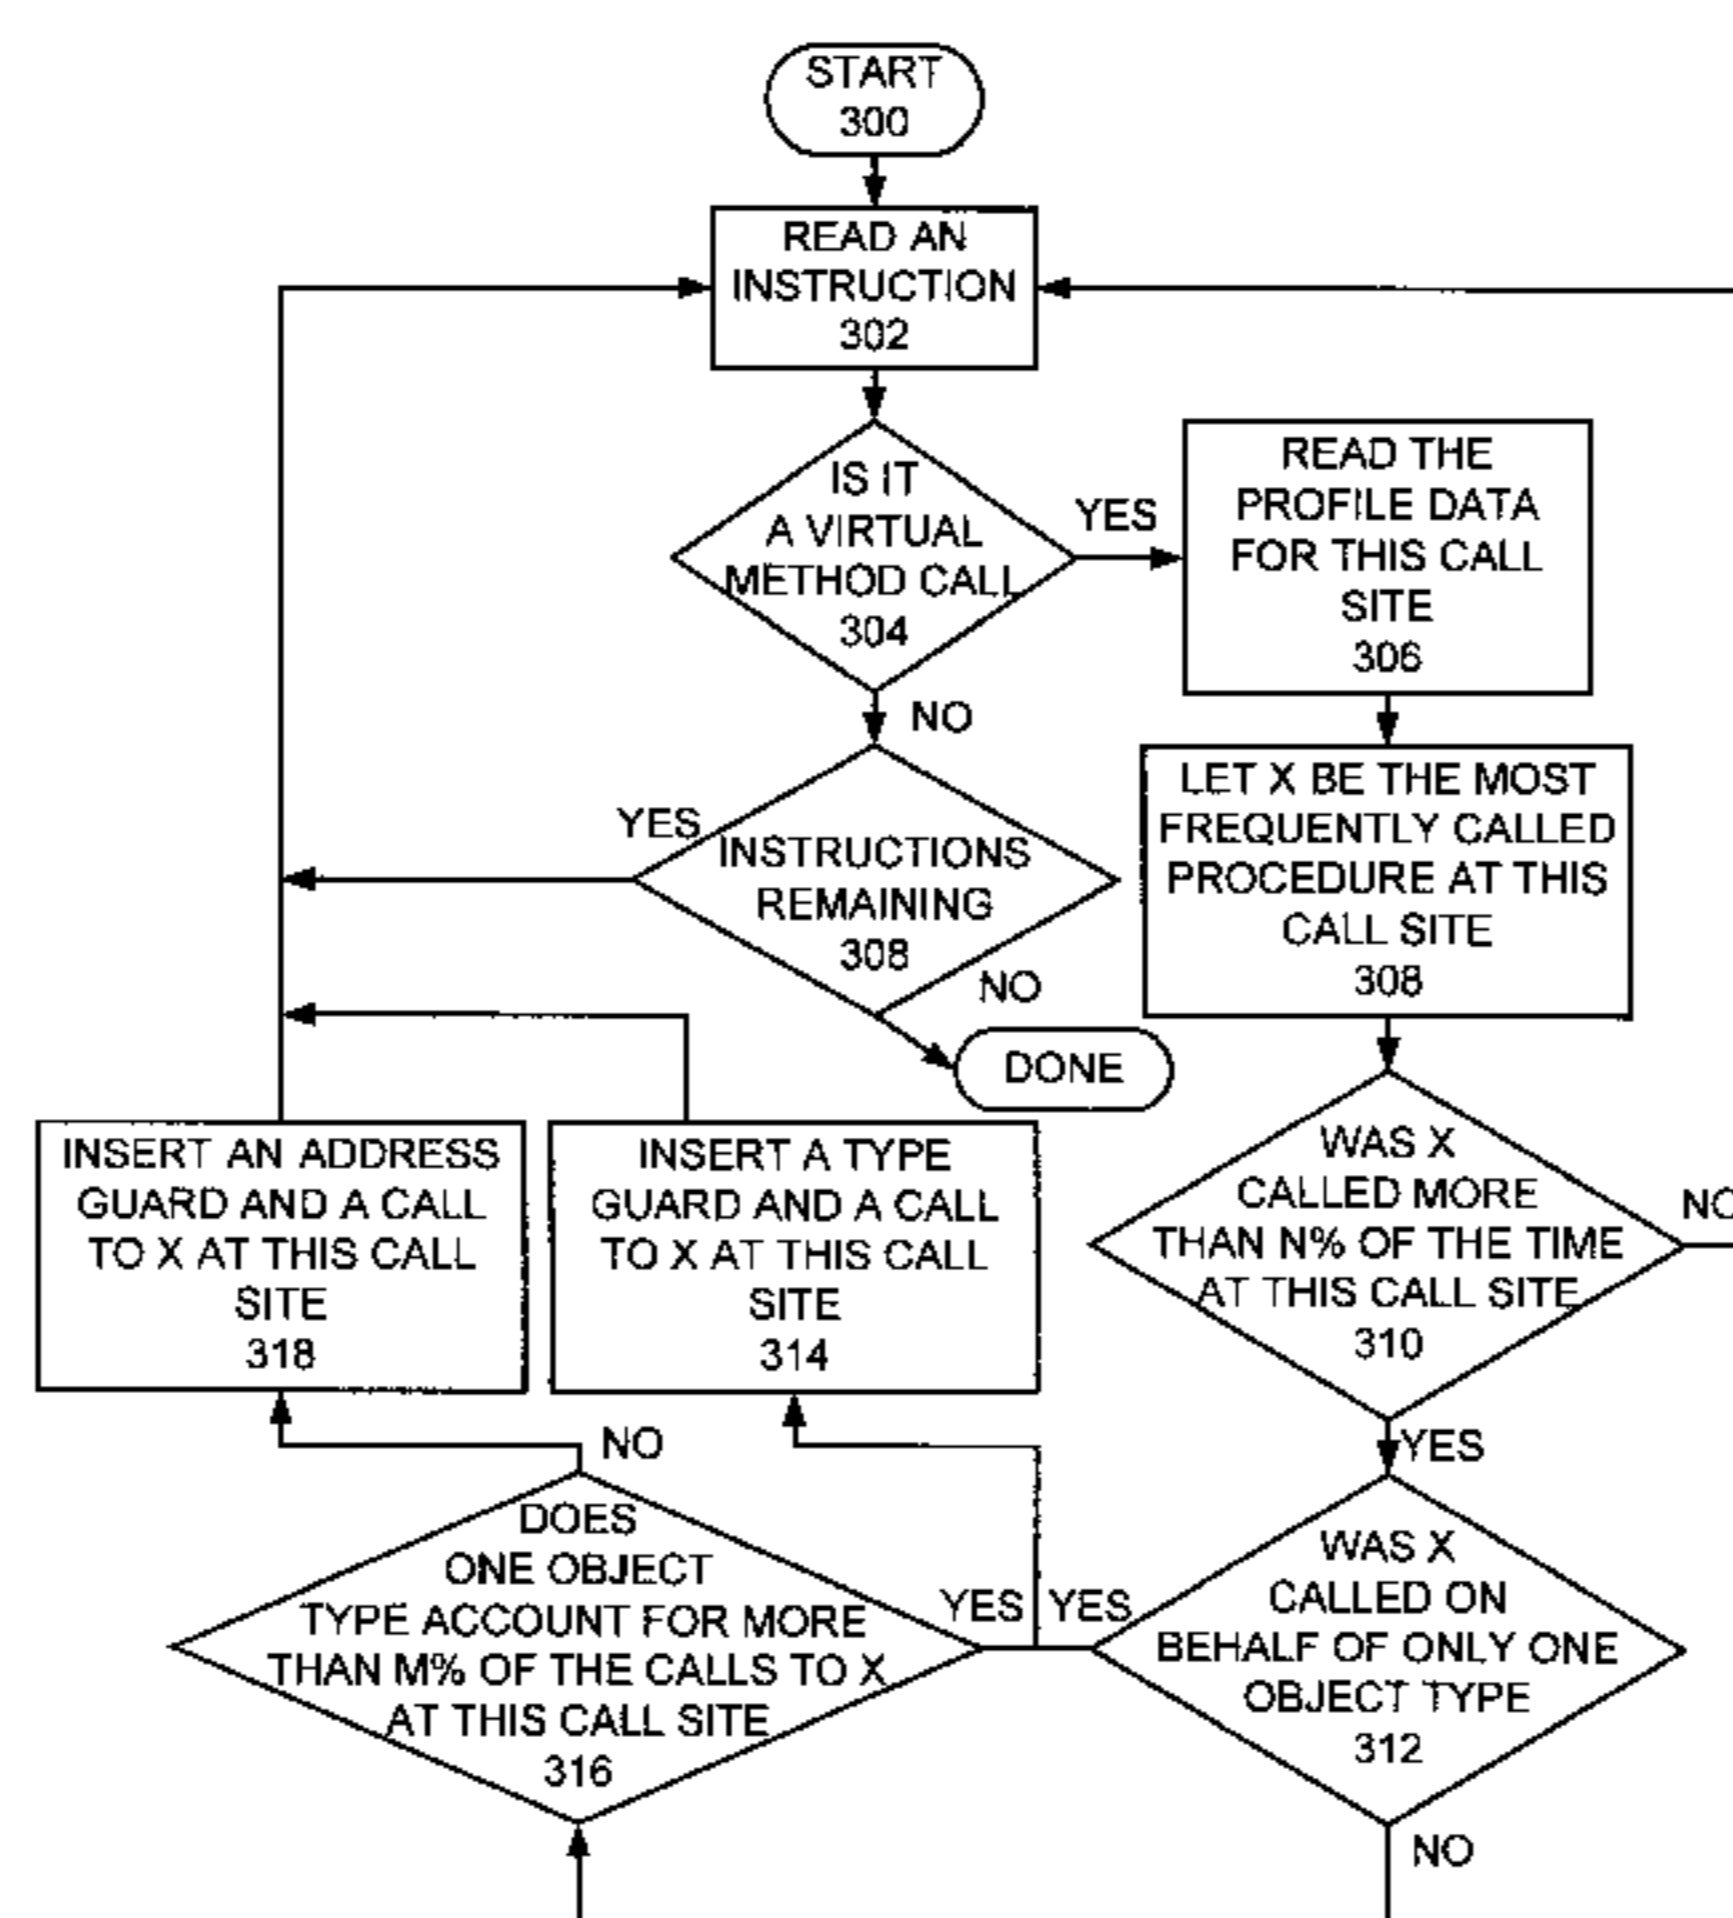 START
300
READ AN
INSTRUCTION
302
IS IT
A VIRTUAL
METHOD CALL
304
YES
READ THE
PROFILE DATA
FOR THIS CALL
SITE
306
NO
YES
INSTRUCTIONS
REMAINING
308
NO
DONE
LET X BE THE MOST
FREQUENTLY CALLED
PROCEDURE AT THIS
CALL SITE
308
WAS X
CALLED MORE
THAN N% OF THE TIME
AT THIS CALL SITE
310
NO
YES
INSERT AN ADDRESS
GUARD AND A CALL
TO X AT THIS CALL
SITE
318
INSERT A TYPE
GUARD AND A CALL
TO X AT THIS CALL
SITE
314
NO
DOES
ONE OBJECT
TYPE ACCOUNT FOR MORE
THAN M% OF THE CALLS TO X
AT THIS CALL SITE
316
YES
YES
WAS X
CALLED ON
BEHALF OF ONLY ONE
OBJECT TYPE
312
NO